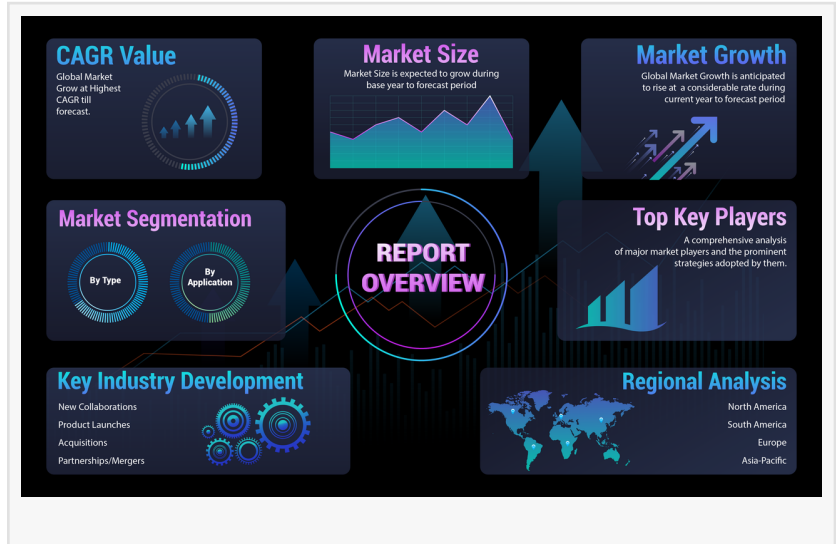 CAGR Value
Global Market
Grow at Highest
CAGR till
forecast.
Market Size
Market Size is expected to grow during
base year to forecast period
Market Growth
Global Market Growth is anticipated
to rise at a considerable rate during
current year to forecast period
Market Segmentation
By Type
By
Application
REPORT
OVERVIEW
Top Key Players
A comprehensive analysis
of major market players and the prominent
strategies adopted by them.
Key Industry Development
New Collaborations
Product Launches
Acquisitions
Partnerships/Mergers
Regional Analysis
North America
South America
Europe
Asia-Pacific